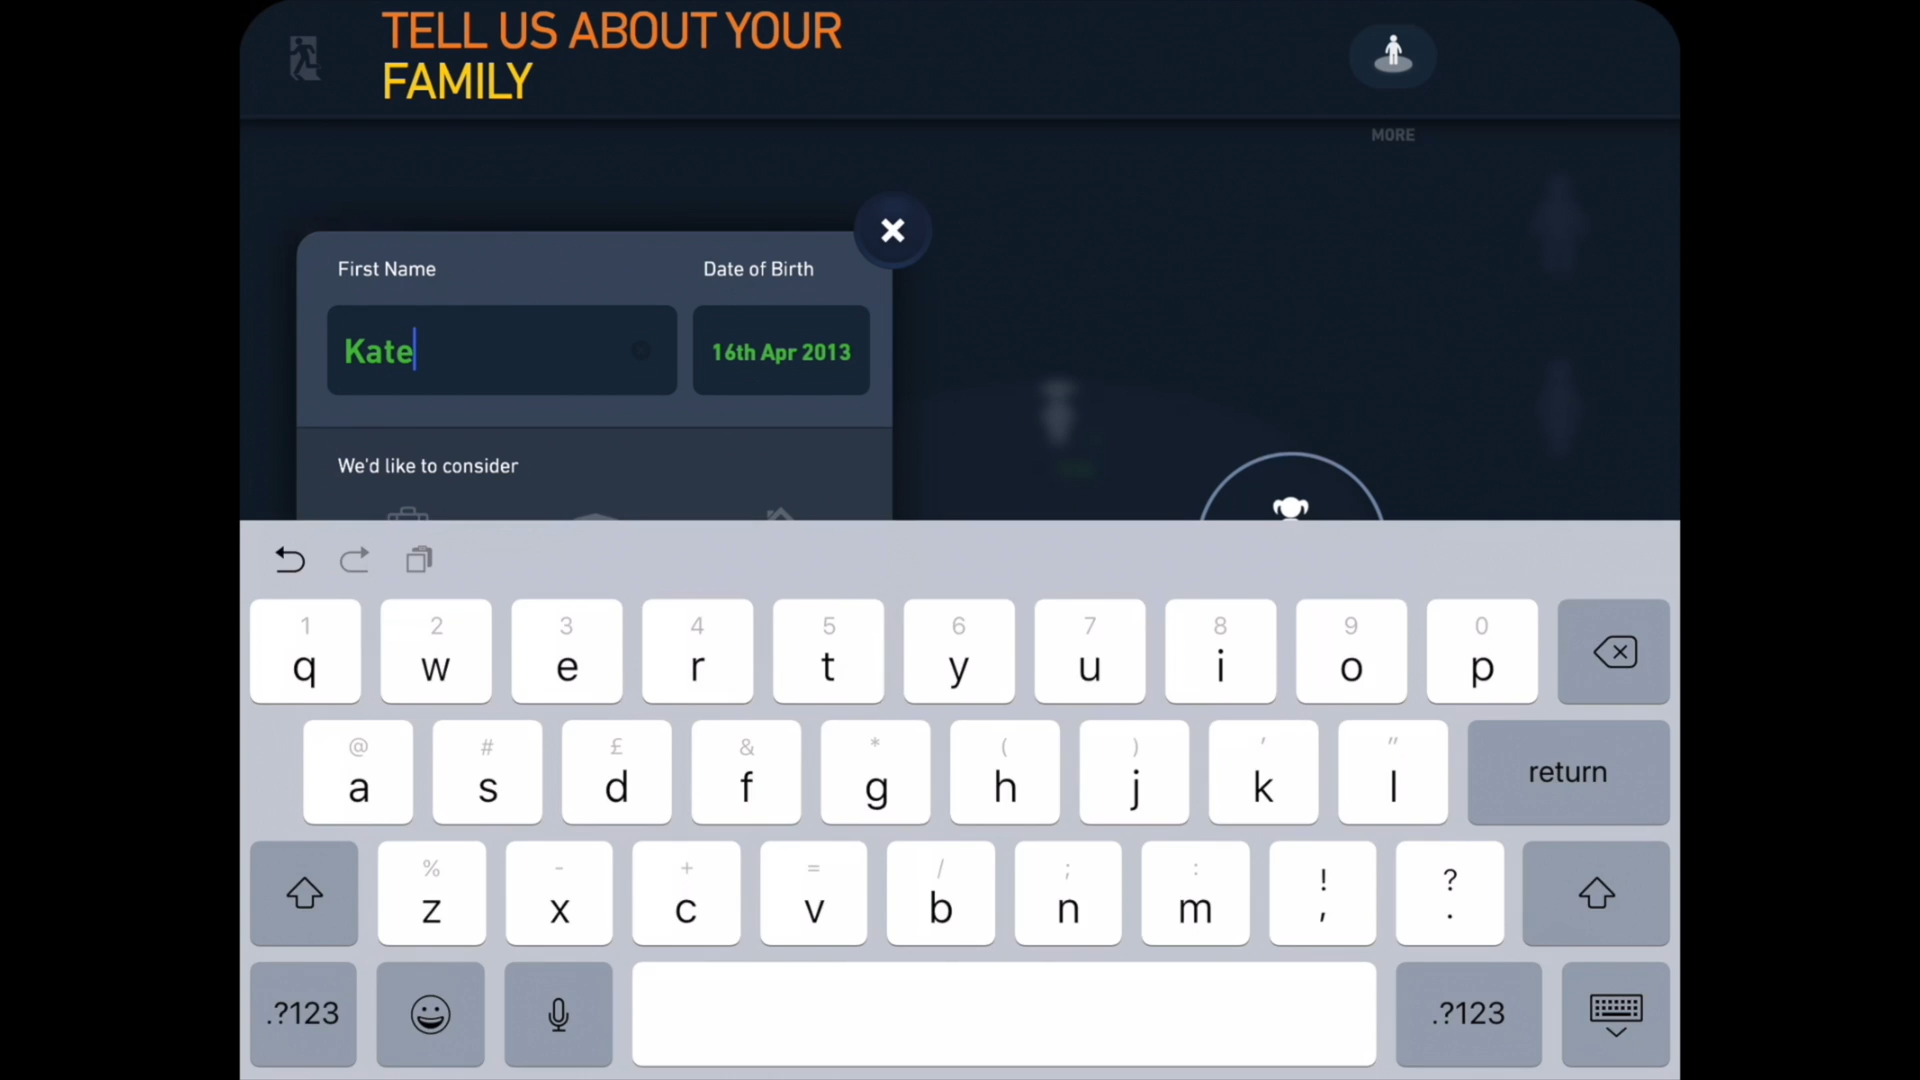 TELL US ABOUT YOUR
FAMILY
MORE
First Name
Date of Birth
Kate
16th Apr 2013
We'd like to consider
1 2 3 4 5 6 7 8 9 0
q w e r t y u i o p
@ # £ & * ( ) ' "
a s d f g h j k l return
% - + = / ; : ! ?
z x c v b n m , .
.?123 .?123